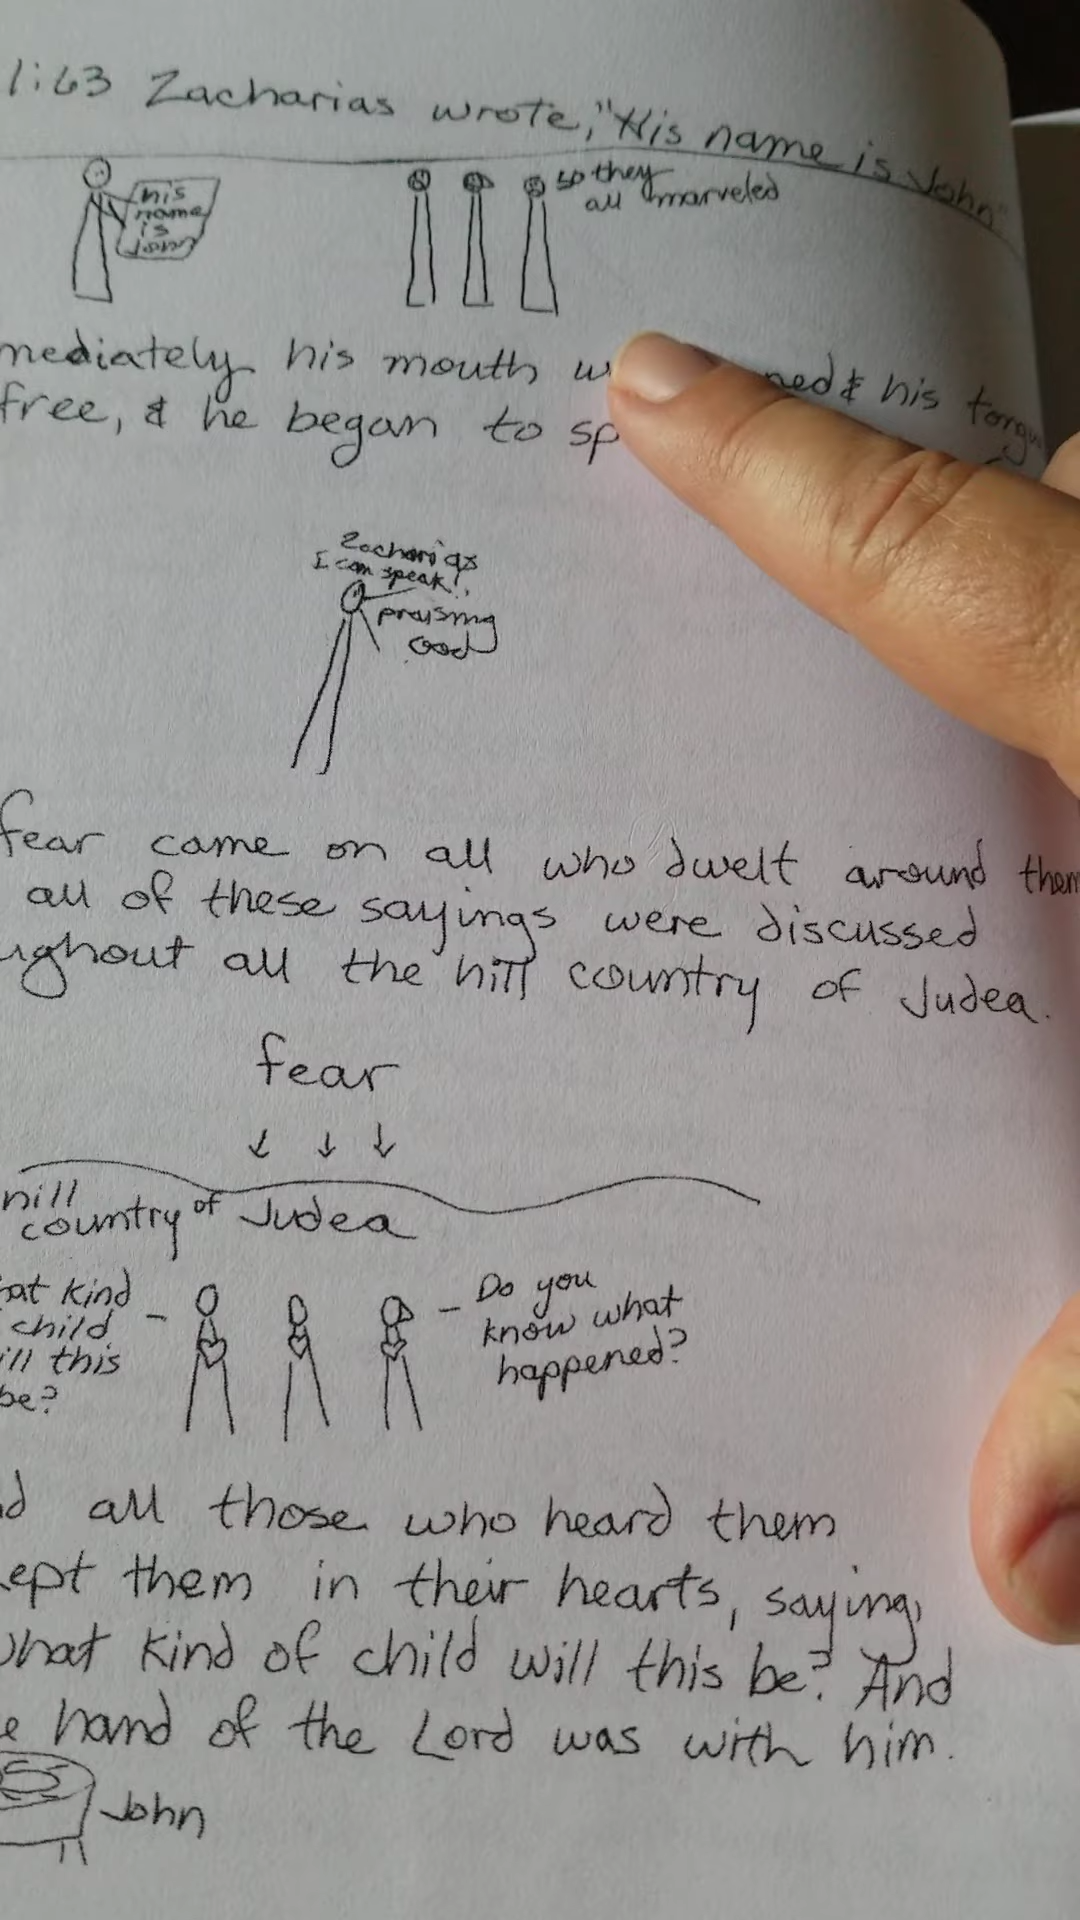 1:63 Zacharias wrote, "His name is John"
his
name
is
John
so they
all marveled
mediately his mouth w ned & his tongu
free, & he began to sp
Zacharias
I can speak!
praising
God
fear came on all who dwelt around them
all of these sayings were discussed
ughout all the hill country of Judea.
fear
hill
country of Judea
at kind
child
ill this
be?
Do you
know what
happened?
d all those who heard them
kept them in their hearts, saying,
what kind of child will this be? And
e hand of the Lord was with him.
John